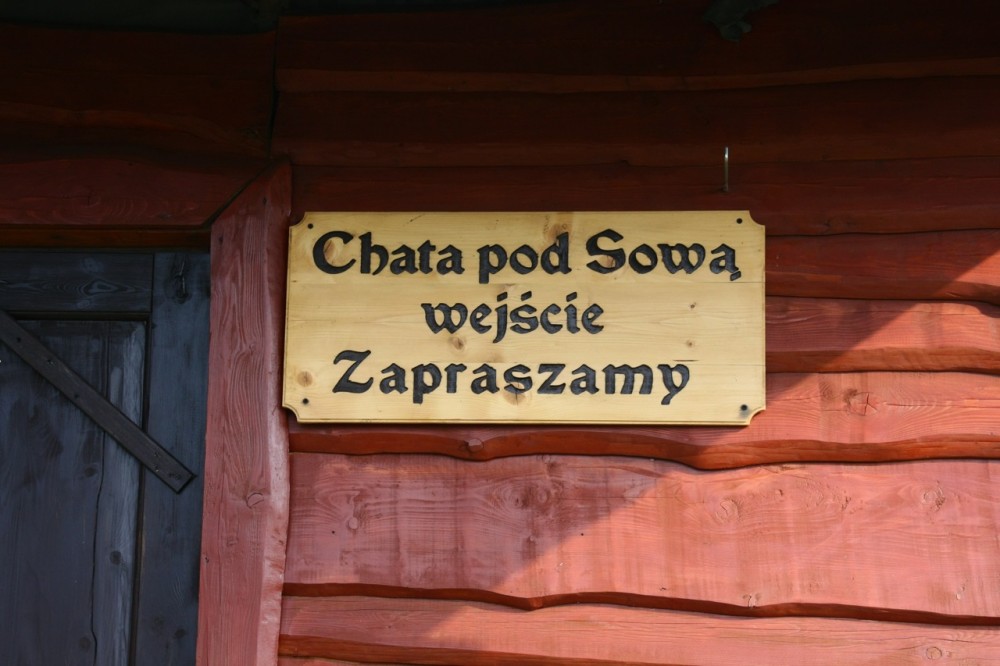 Chata pod Sową
wejście
Zapraszamy